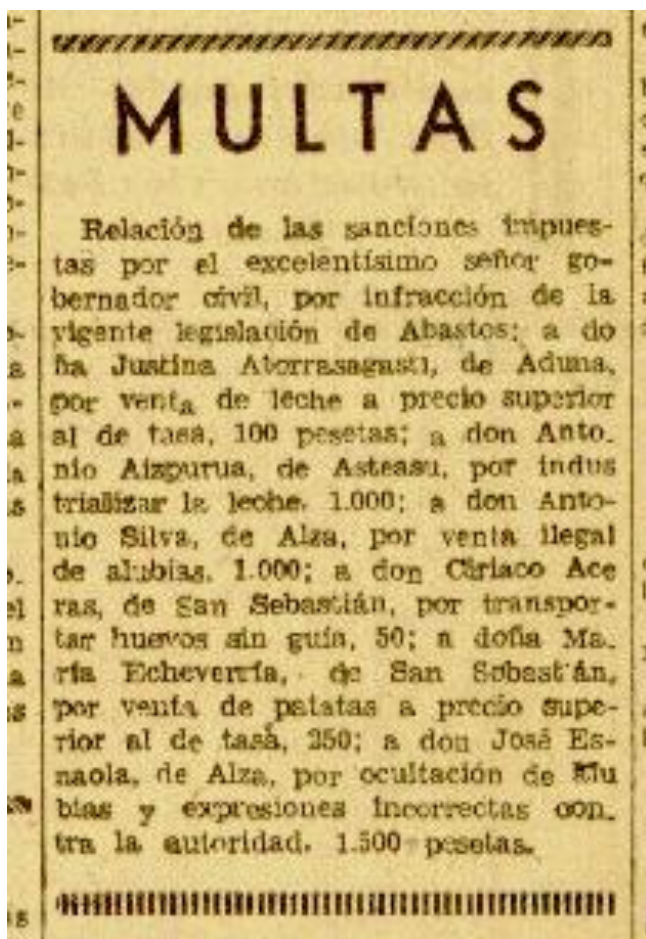 MULTAS
Relación de las sanciones impues-
tas por el excelentísimo señor go-
bernador civil, por infracción de la
vigente legislación de Abastos; a do
ña Justina Atorrasagasti, de Aduna,
por venta de leche a precio superior
al de tasa, 100 pesetas; a don Anto-
nio Aizpurua, de Asteasu, por indus
trializar la leche, 1.000; a don Anto-
nio Silva, de Alza, por venta ilegal
de alubias, 1.000; a don Ciriaco Ace
ras, de San Sebastián, por transpor-
tar huevos sin guía, 50; a doña Ma-
ría Echeverría, de San Sebastián,
por venta de patatas a precio supe-
rior al de tasa, 250; a don José Es-
naola, de Alza, por ocultación de alu
bias y expresiones incorrectas con-
tra la autoridad, 1.500 pesetas.